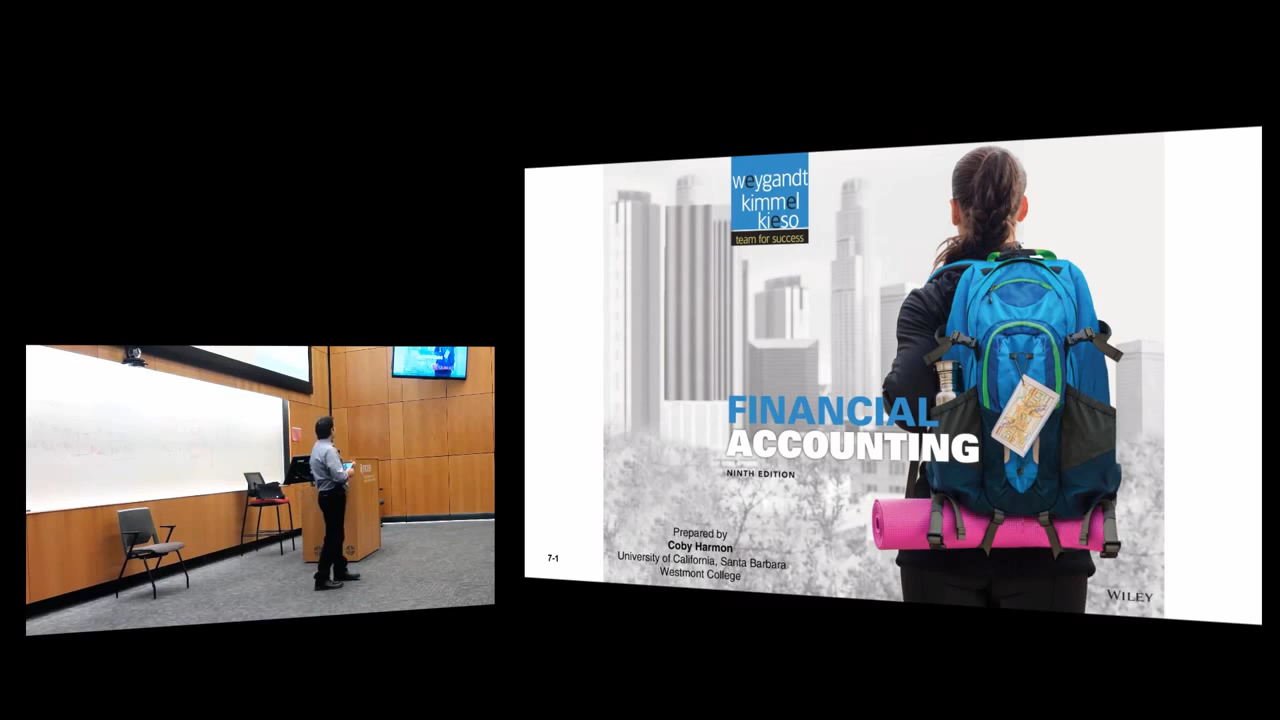 weygandt
kimmel
kieso
team for success
FINANCIAL
ACCOUNTING
NINTH EDITION
Prepared by
Coby Harmon
University of California, Santa Barbara
Westmont College
7-1
WILEY